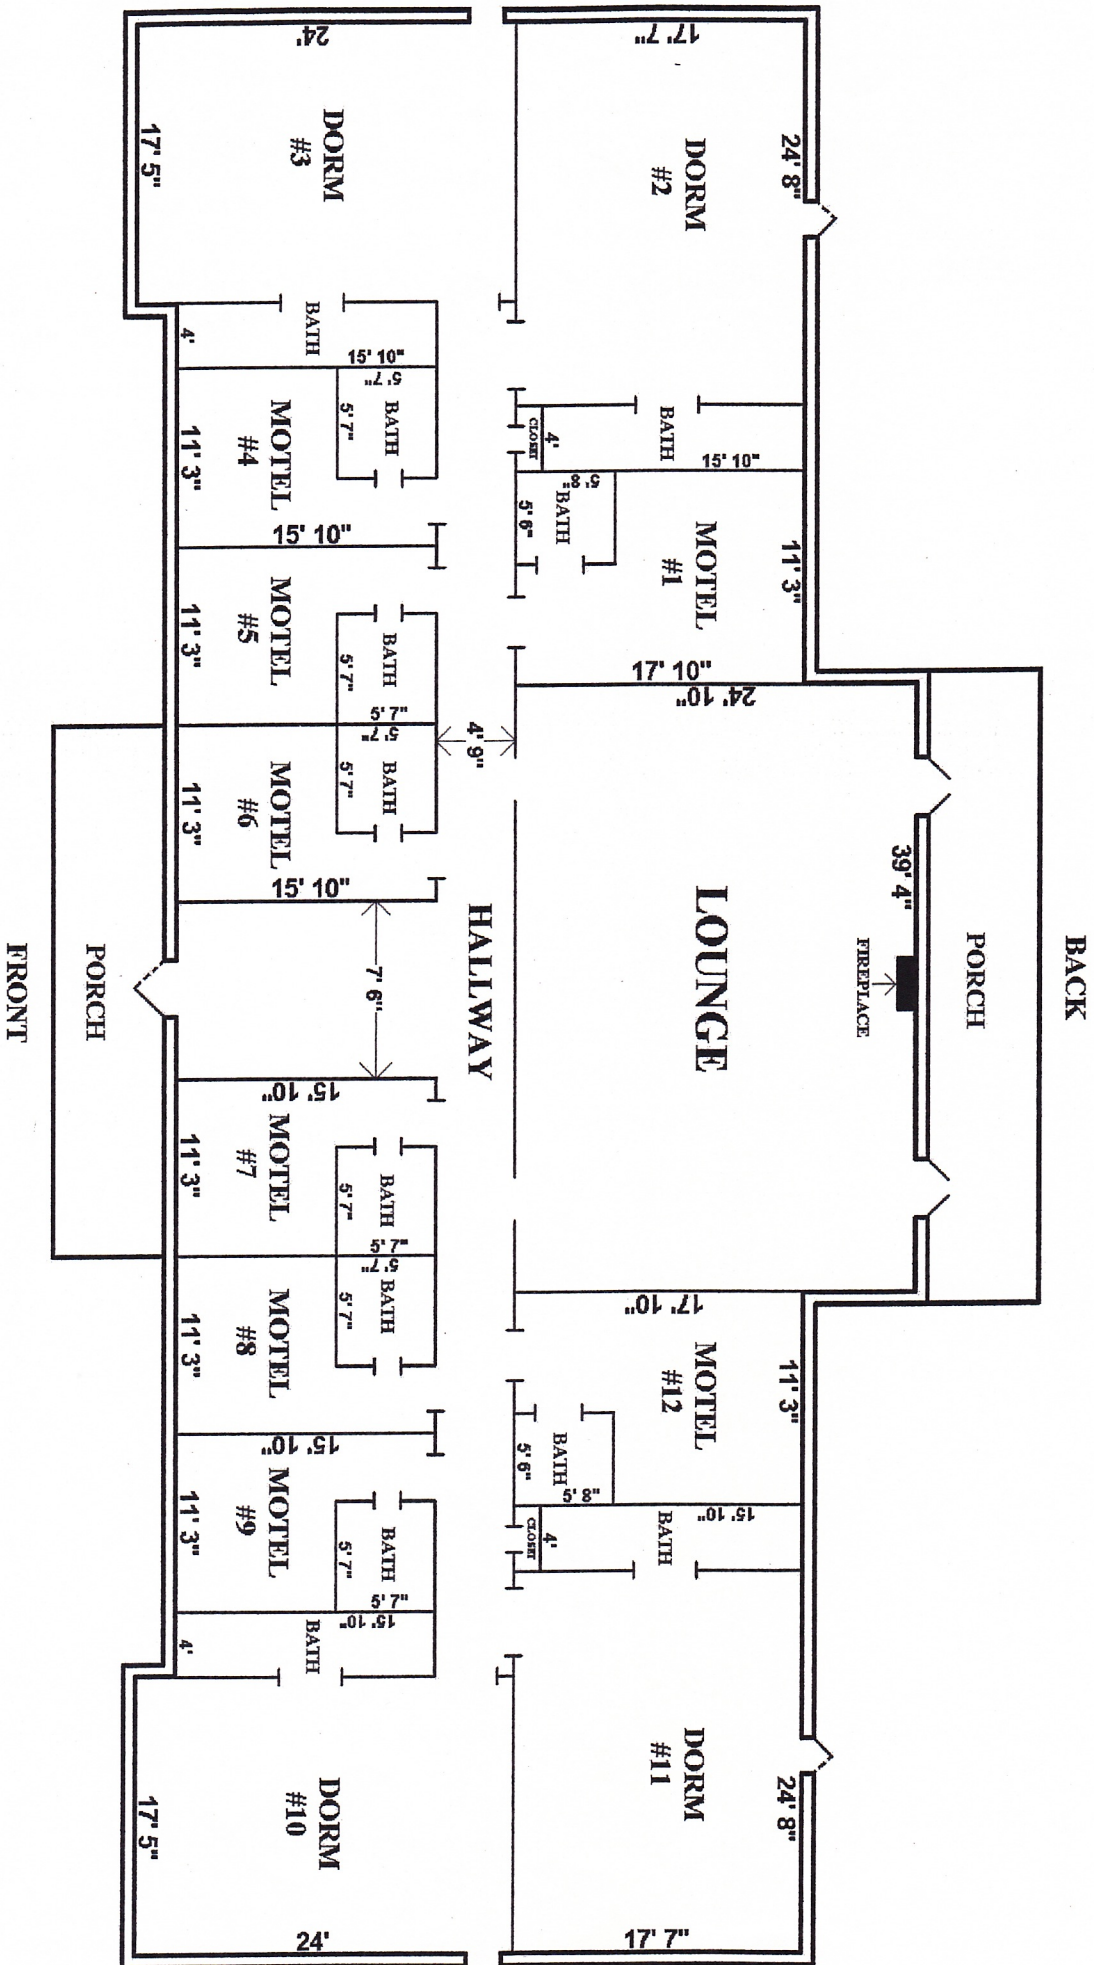 BACK
PORCH
39' 4"
FIREPLACE
LOUNGE
24' 10"
24' 8"
17' 7"
DORM
#2
BATH
15' 10"
4'
CLOSET
11' 3"
MOTEL
#1
17' 10"
5' 8"
BATH
5' 6"
17' 10"
11' 3"
MOTEL
#12
BATH
5' 8"
5' 6"
15' 10"
BATH
4'
CLOSET
24' 8"
DORM
#11
17' 7"
HALLWAY
4' 9"
24'
DORM
#3
17' 5"
BATH
15' 10"
4'
5' 7"
BATH
5' 7"
MOTEL
#4
11' 3"
15' 10"
BATH
5' 7"
5' 7"
MOTEL
#5
11' 3"
5' 7"
BATH
5' 7"
MOTEL
#6
11' 3"
15' 10"
7' 6"
15' 10"
BATH
5' 7"
5' 7"
MOTEL
#7
11' 3"
5' 7"
BATH
5' 7"
MOTEL
#8
11' 3"
15' 10"
BATH
5' 7"
5' 7"
MOTEL
#9
11' 3"
15' 10"
BATH
4'
DORM
#10
24'
17' 5"
PORCH
FRONT